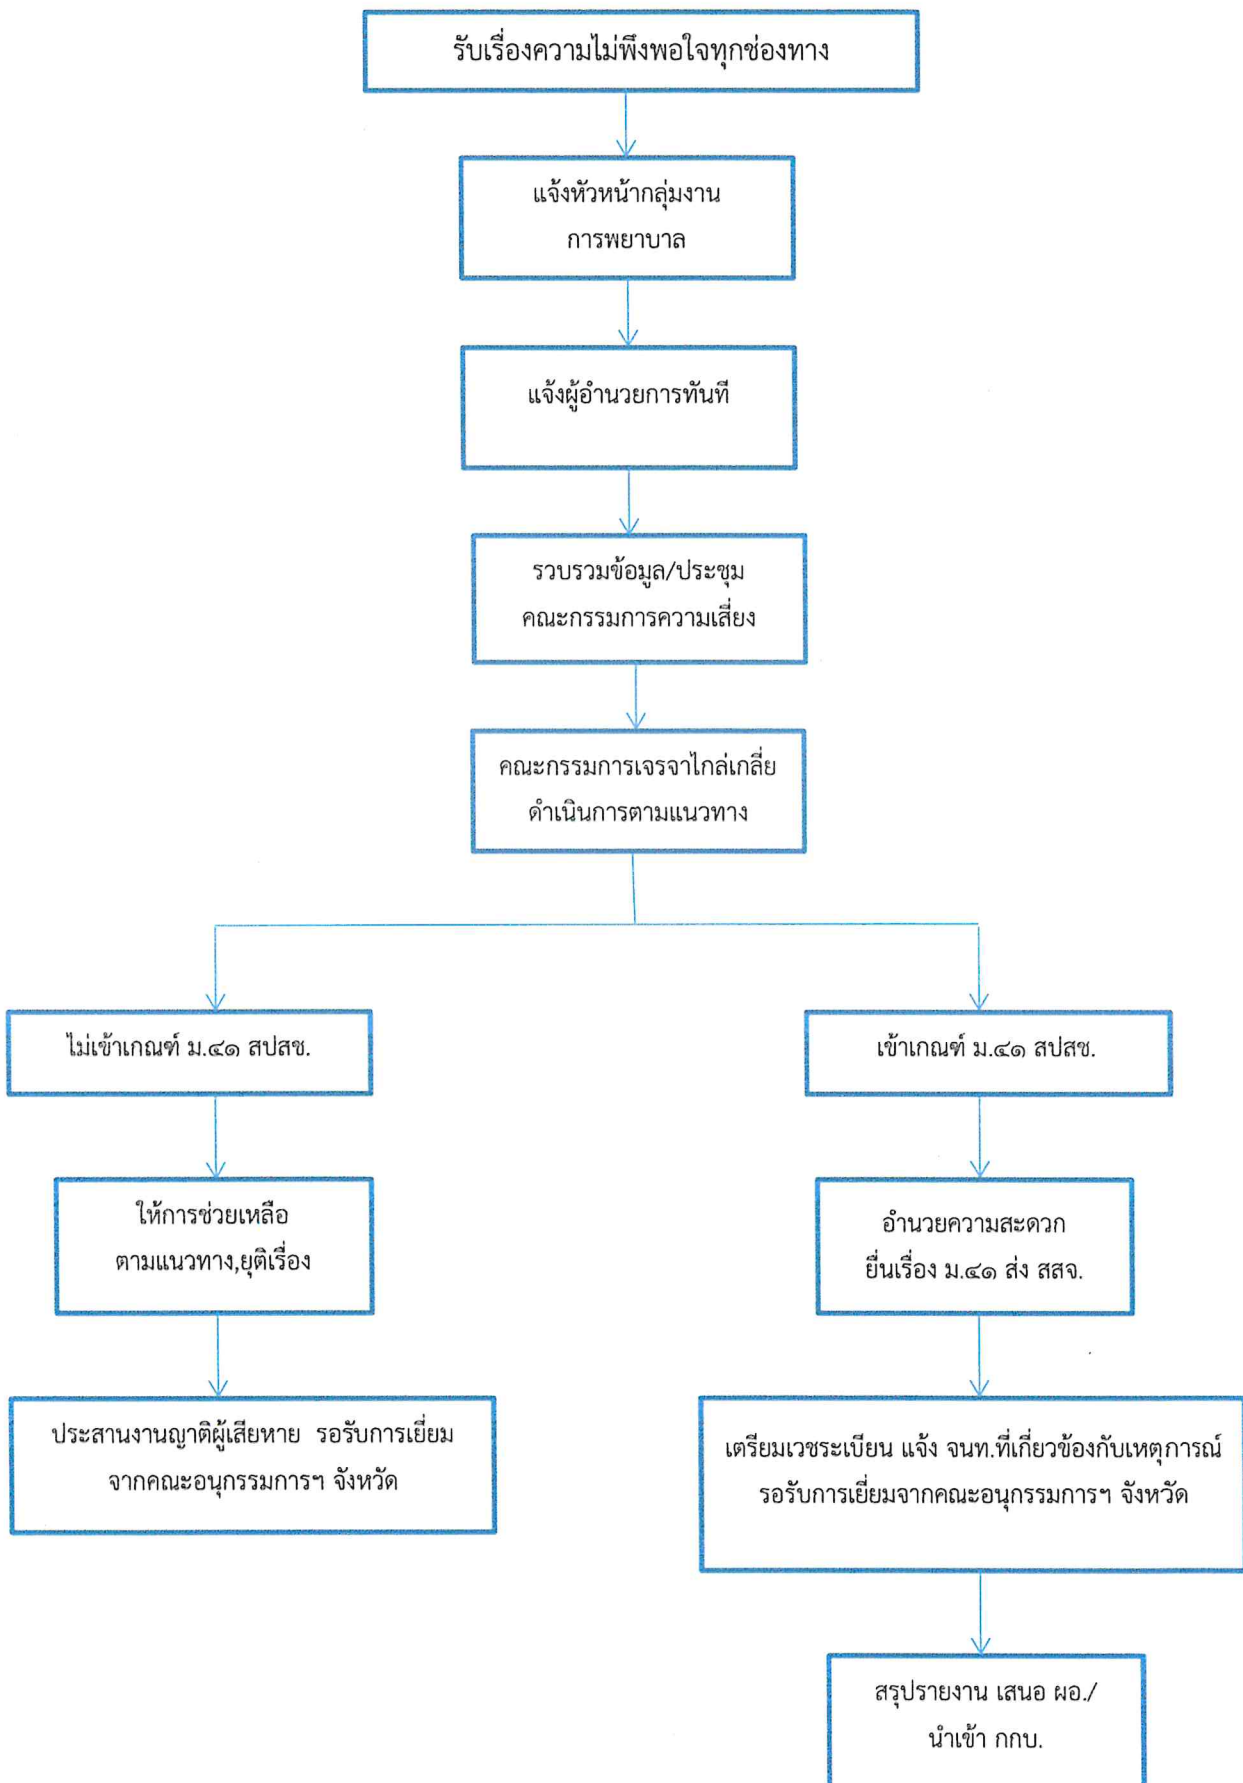 รับเรื่องความไม่พึงพอใจทุกช่องทาง
แจ้งหัวหน้ากลุ่มงาน
การพยาบาล
แจ้งผู้อำนวยการทันที
รวบรวมข้อมูล/ประชุม
คณะกรรมการความเสี่ยง
คณะกรรมการเจรจาไกล่เกลี่ย
ดำเนินการตามแนวทาง
ไม่เข้าเกณฑ์ ม.๔๑ สปสช.
เข้าเกณฑ์ ม.๔๑ สปสช.
ให้การช่วยเหลือ
ตามแนวทาง,ยุติเรื่อง
อำนวยความสะดวก
ยื่นเรื่อง ม.๔๑ ส่ง สสจ.
ประสานงานญาติผู้เสียหาย รอรับการเยี่ยม
จากคณะอนุกรรมการฯ จังหวัด
เตรียมเวชระเบียน แจ้ง จนท.ที่เกี่ยวข้องกับเหตุการณ์
รอรับการเยี่ยมจากคณะอนุกรรมการฯ จังหวัด
สรุปรายงาน เสนอ ผอ./
นำเข้า กกบ.